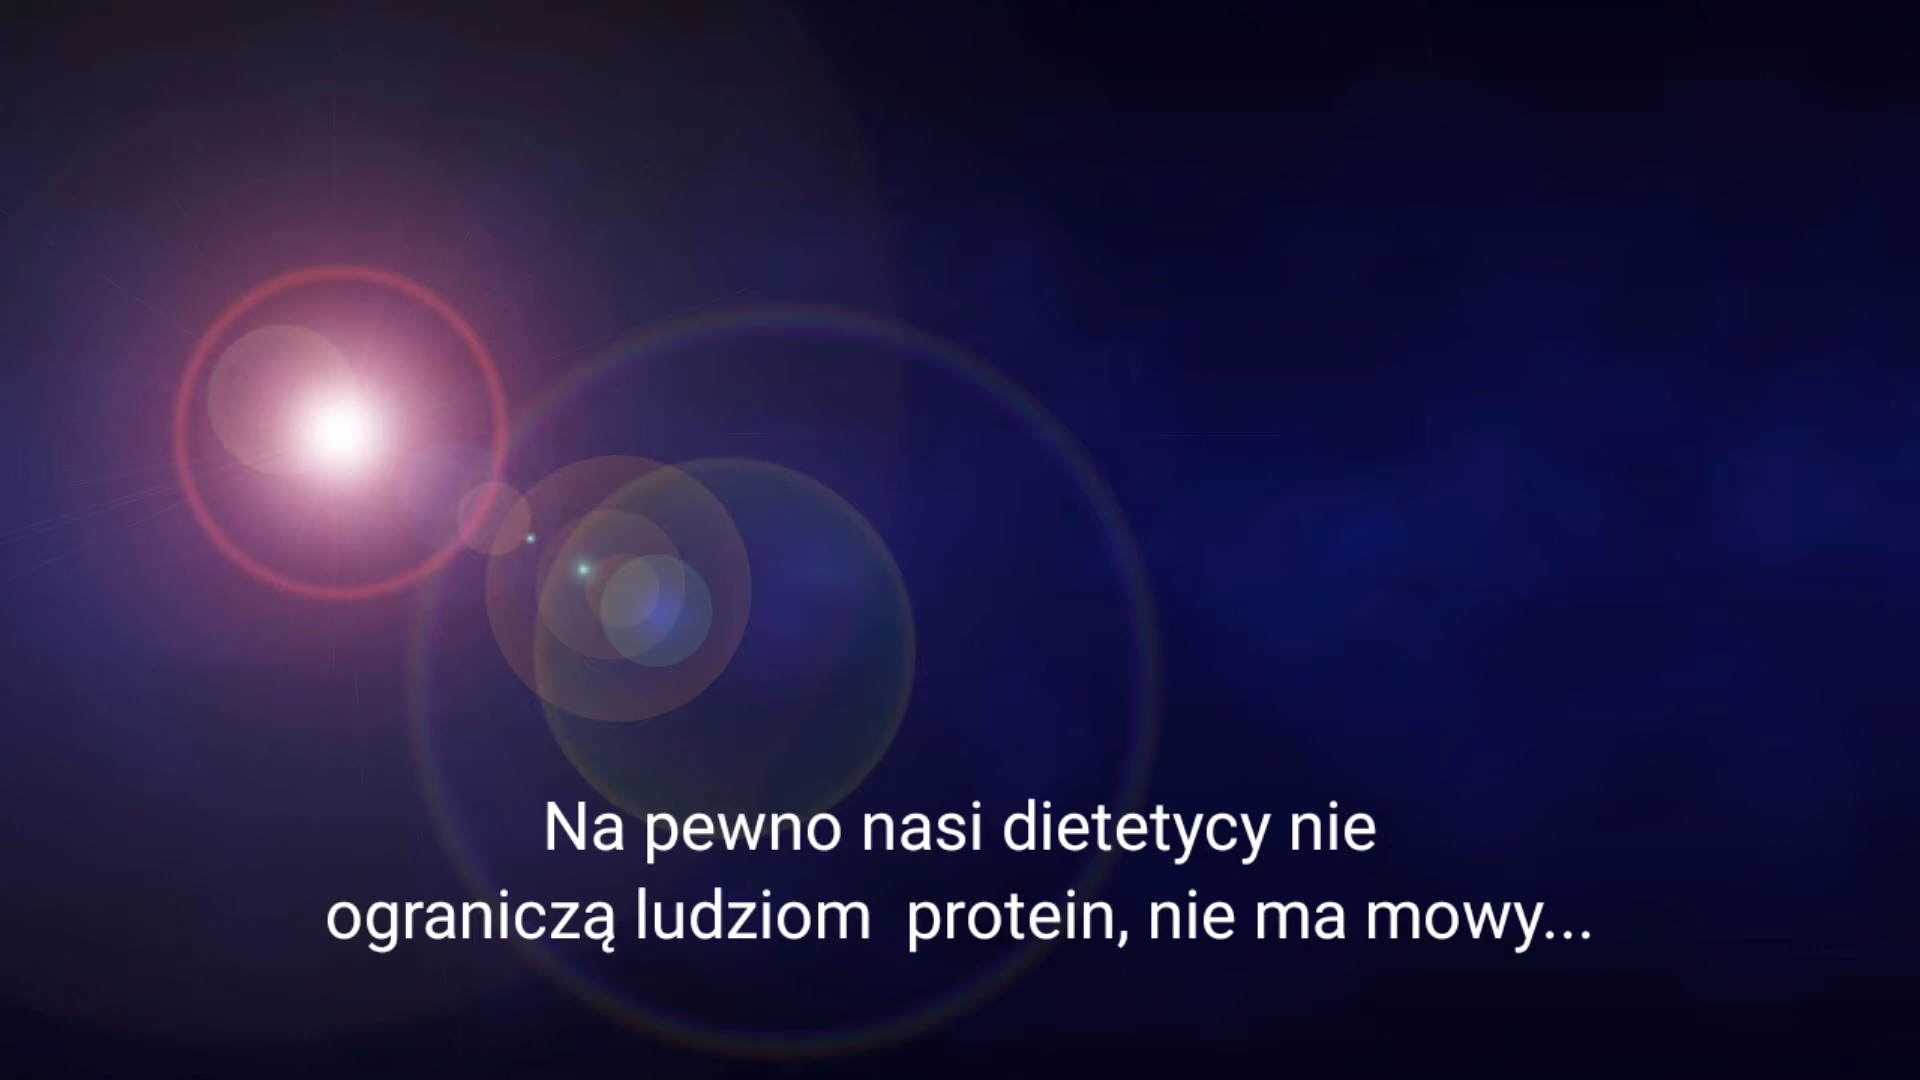 Na pewno nasi dietetycy nie
ograniczą ludziom  protein, nie ma mowy...